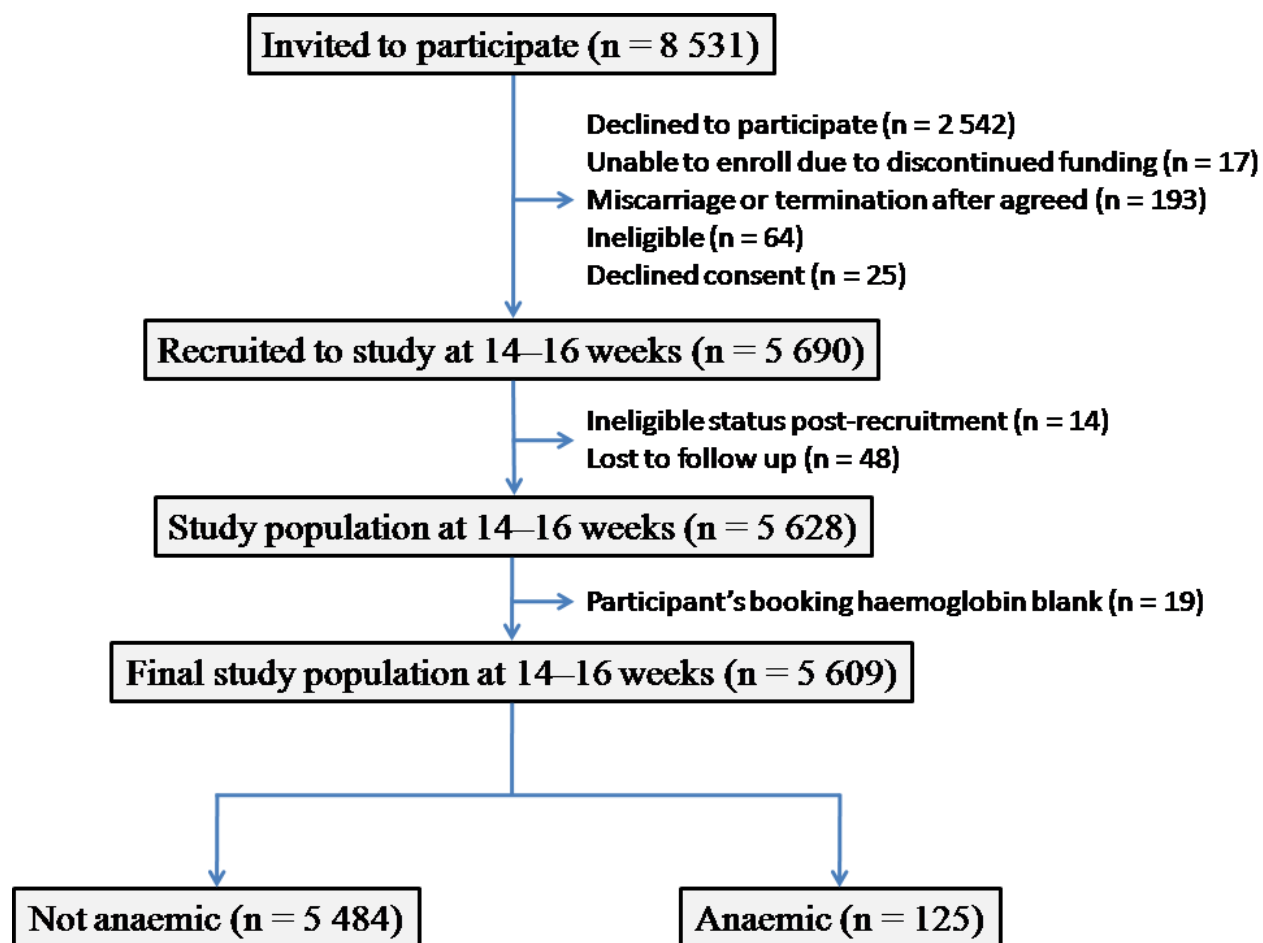 Invited to participate (n = 8 531)
Declined to participate (n = 2 542)
Unable to enroll due to discontinued funding (n = 17)
Miscarriage or termination after agreed (n = 193)
Ineligible (n = 64)
Declined consent (n = 25)
Recruited to study at 14–16 weeks (n = 5 690)
Ineligible status post-recruitment (n = 14)
Lost to follow up (n = 48)
Study population at 14–16 weeks (n = 5 628)
Participant’s booking haemoglobin blank (n = 19)
Final study population at 14–16 weeks (n = 5 609)
Not anaemic (n = 5 484)
Anaemic (n = 125)